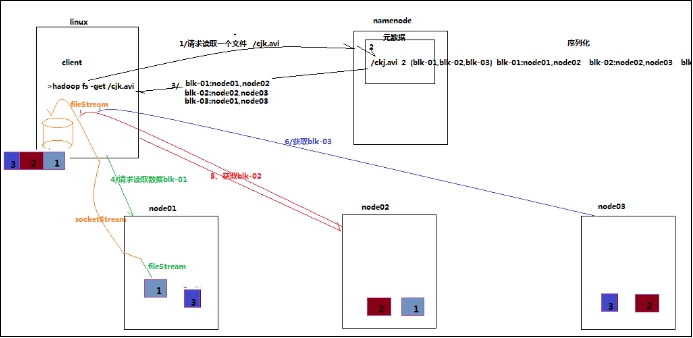 linux
namenode
client
1/请求读取一个文件 /cjk.avi
元数据
2
序列化
/ckj.avi 2 {blk-01,blk-02,blk-03} blk-01:node01,node02 blk-02:node02,node03 blk
>hadoop fs -get /cjk.avi
3/ blk-01:node01,node02
blk-02:node02,node03
blk-03:node01,node03
fileStream
6/获取blk-03
3 2 1
4/请求读取数据blk-01
5、获取blk-02
node01
node02
node03
socketStream
fileStream
1
3
2 1
3 2